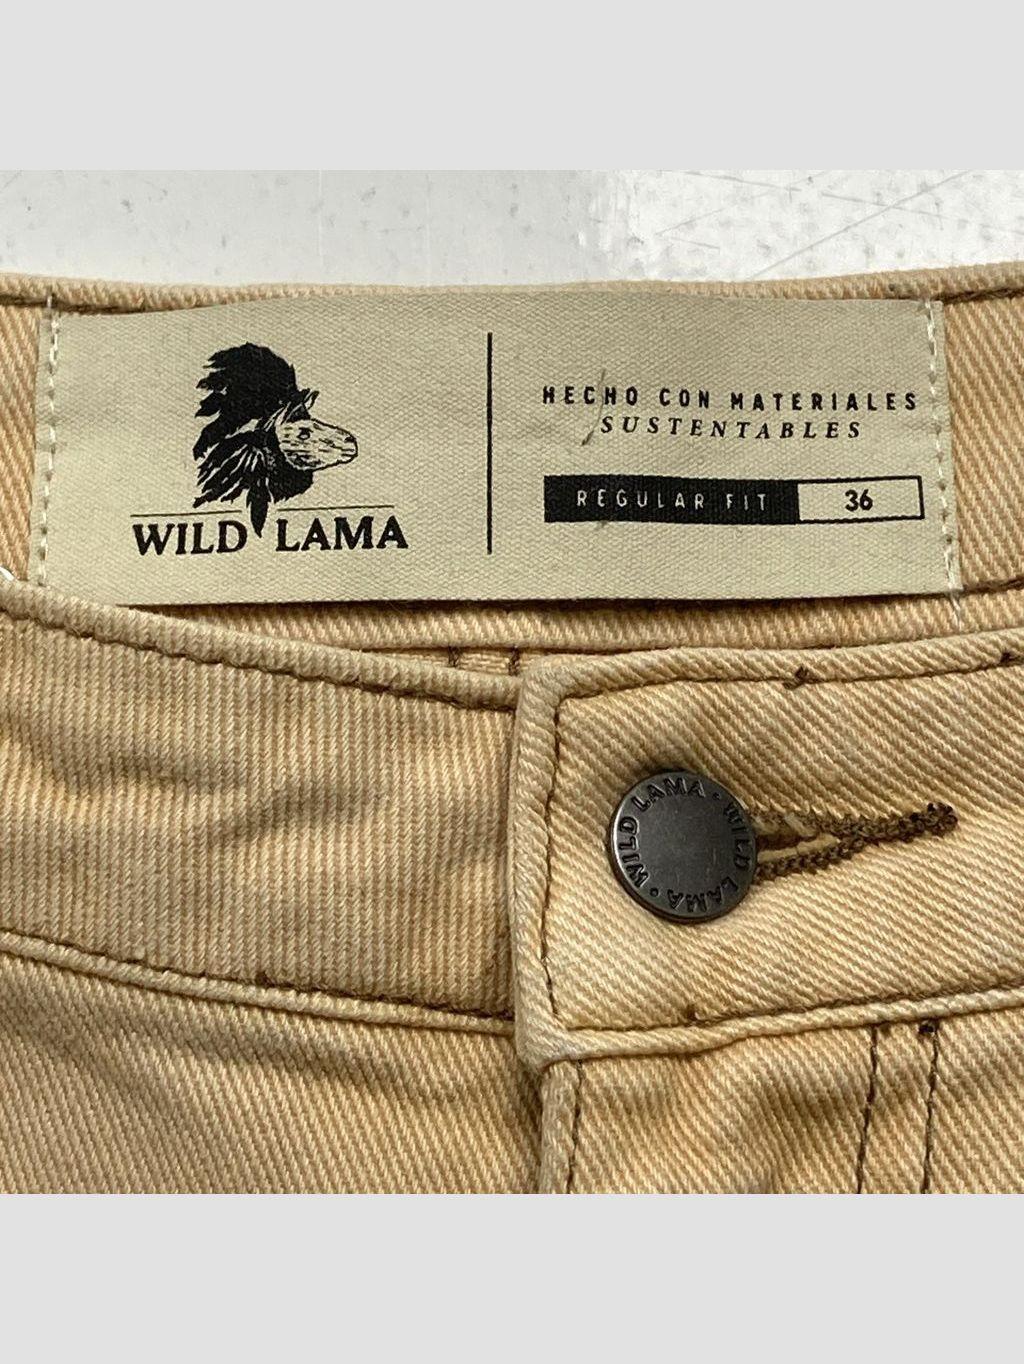 WILD LAMA
HECHO CON MATERIALES
SUSTENTABLES
REGULAR FIT 36
WILD LAMA · WILD LAMA ·